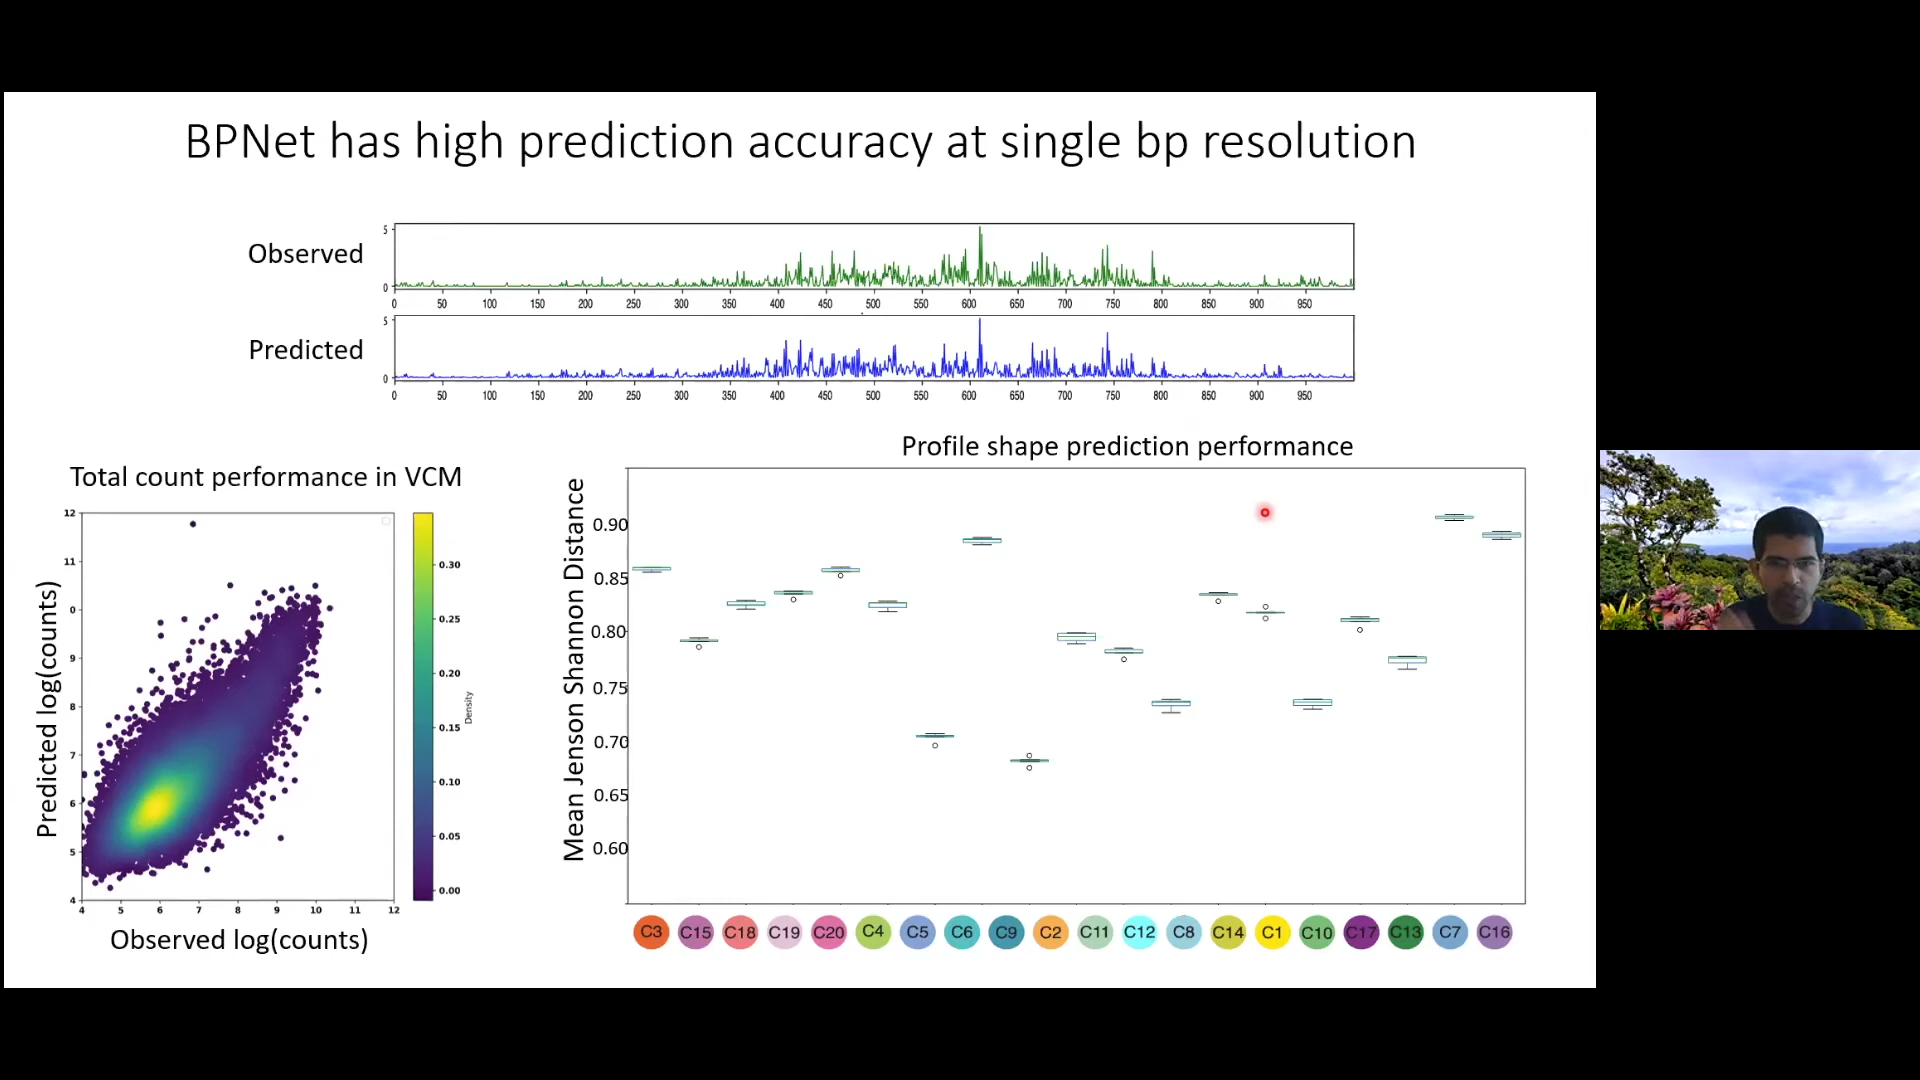 BPNet has high prediction accuracy at single bp resolution
Observed
5
0
0 50 100 150 200 250 300 350 400 450 500 550 600 650 700 750 800 850 900 950
Predicted
5
0
0 50 100 150 200 250 300 350 400 450 500 550 600 650 700 750 800 850 900 950
Total count performance in VCM
Predicted log(counts)
12
11
0
9
8
7
6
5
4
4 5 6 7 8 9 10 11 12
Observed log(counts)
0.30
0.25
0.20
0.15
0.10
0.05
0.00
Density
Profile shape prediction performance
Mean Jenson Shannon Distance
0.90
0.85
0.80
0.75
0.70
0.65
0.60
C3 C15 C18 C19 C20 C4 C5 C6 C9 C2 C11 C12 C8 C14 C1 C10 C17 C13 C7 C16